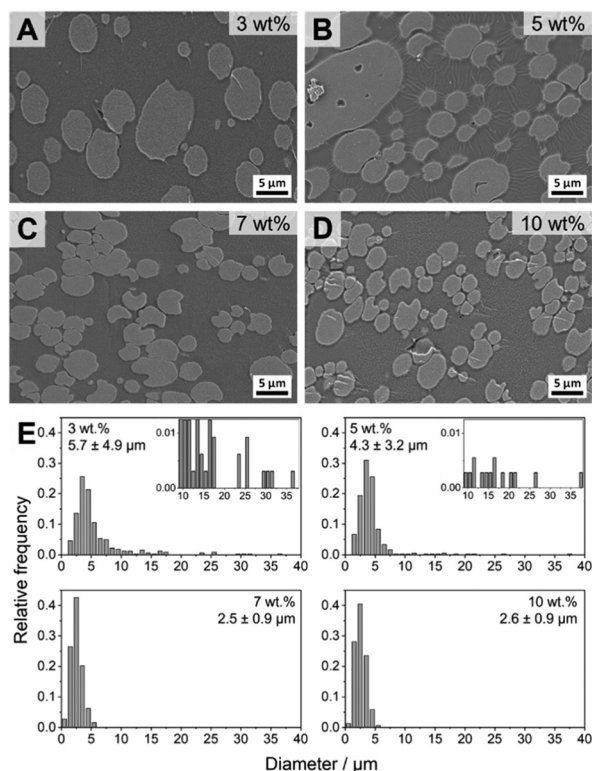 A
3 wt%
5 µm
B
5 wt%
5 µm
C
7 wt%
5 µm
D
10 wt%
5 µm
E
3 wt.%
5.7 ± 4.9 µm
0.4
0.3
0.2
0.1
0.0
0 5 10 15 20 25 30 35 40
0.01
0.00
10 15 20 25 30 35
5 wt.%
4.3 ± 3.2 µm
0.4
0.3
0.2
0.1
0.0
0 5 10 15 20 25 30 35 40
0.01
0.00
10 15 20 25 30 35
Relative frequency
7 wt.%
2.5 ± 0.9 µm
0.4
0.3
0.2
0.1
0.0
0 5 10 15 20 25 30 35 40
10 wt.%
2.6 ± 0.9 µm
0.4
0.3
0.2
0.1
0.0
0 5 10 15 20 25 30 35 40
Diameter / µm